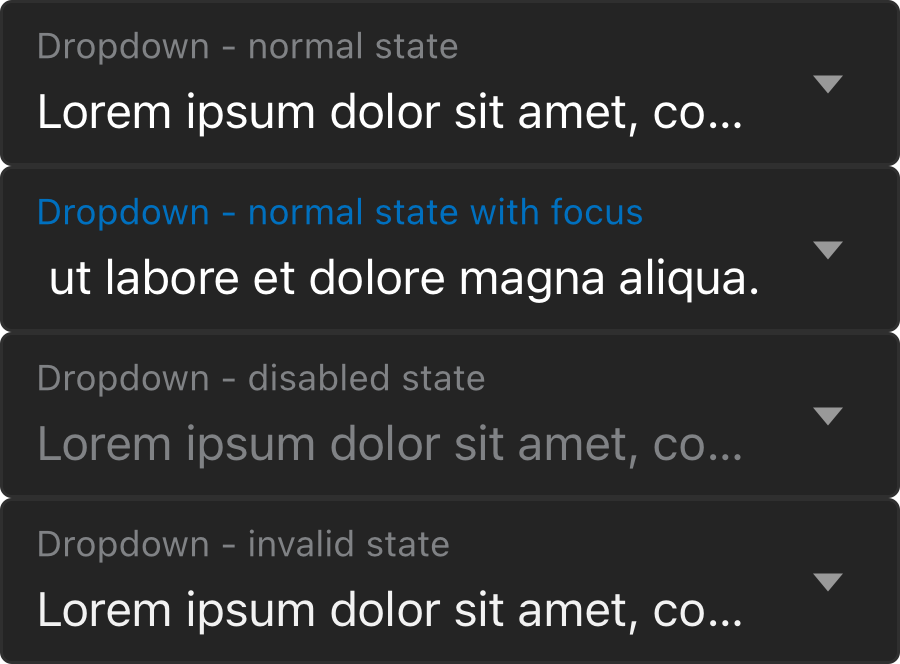 Dropdown - normal state
Lorem ipsum dolor sit amet, co...
Dropdown - normal state with focus
ut labore et dolore magna aliqua.
Dropdown - disabled state
Lorem ipsum dolor sit amet, co...
Dropdown - invalid state
Lorem ipsum dolor sit amet, co...